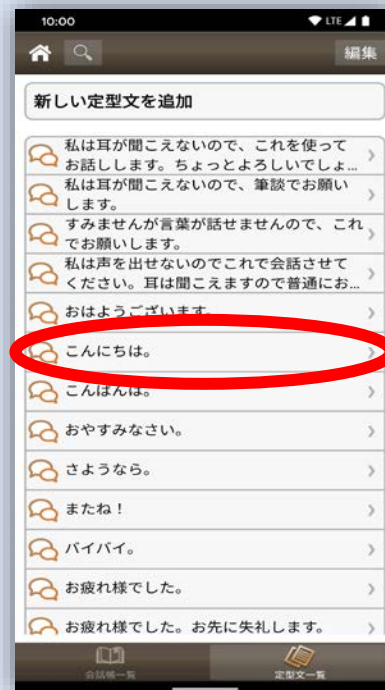 10:00 LTE
編集
新しい定型文を追加
私は耳が聞こえないので、これを使って
お話しします。ちょっとよろしいでしょ...
私は耳が聞こえないので、筆談でお願い
します。
すみませんが言葉が話せませんので、これ
でお願いします。
私は声を出せないのでこれで会話させて
ください。耳は聞こえますので普通にお...
おはようございます。
こんにちは。
こんばんは。
おやすみなさい。
さようなら。
またね！
バイバイ。
お疲れ様でした。
お疲れ様でした。お先に失礼します。
会話帳一覧
定型文一覧